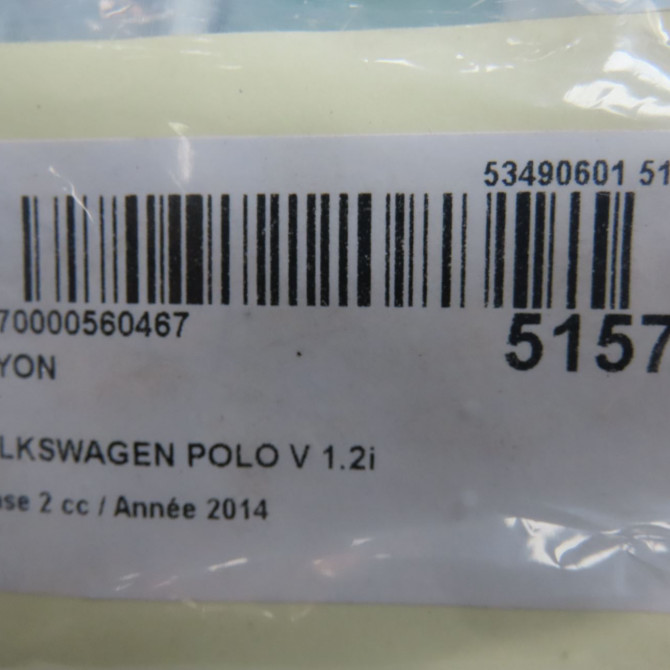 53490601 51
70000560467
5157
YON
LKSWAGEN POLO V 1.2i
se 2 cc / Année 2014